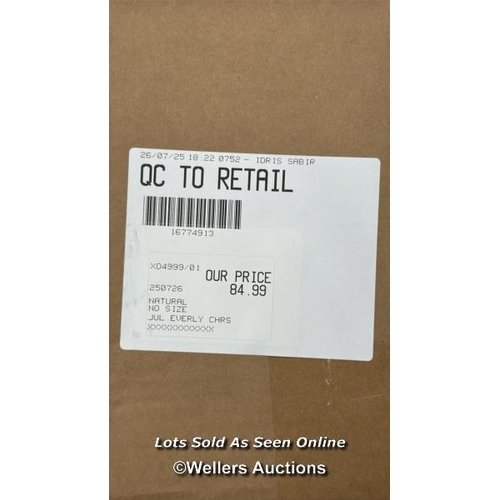 26/07/25 18:22 0752 - IDRIS SABIR
QC TO RETAIL
16774913
X04999/01
OUR PRICE
250726 84.99
NATURAL
NO SIZE
JUL EVERLY CHRS
XXXXXXXXXXXX
Lots Sold As Seen Online
©Wellers Auctions